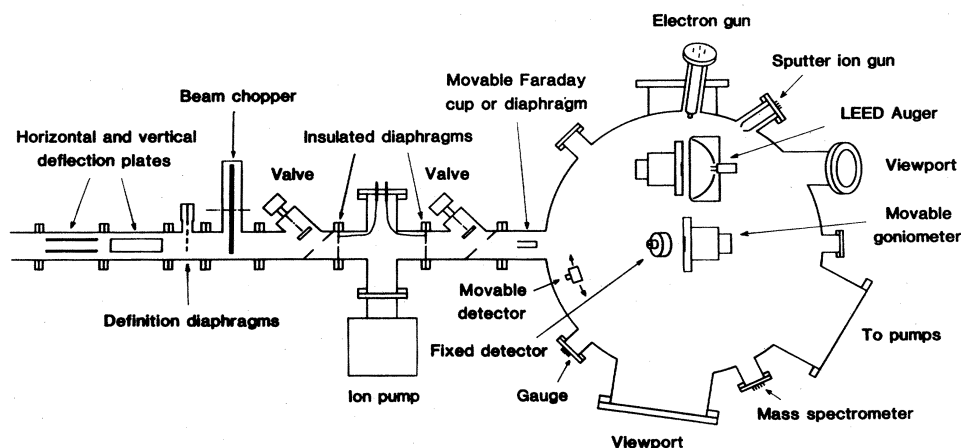 Electron gun
Sputter ion gun
Movable Faraday
cup or diaphragm
Beam chopper
LEED Auger
Horizontal and vertical
deflection plates
Insulated diaphragms
Valve
Valve
Viewport
Movable
goniometer
Movable
detector
Definition diaphragms
Fixed detector
To pumps
Gauge
Ion pump
Mass spectrometer
Viewport